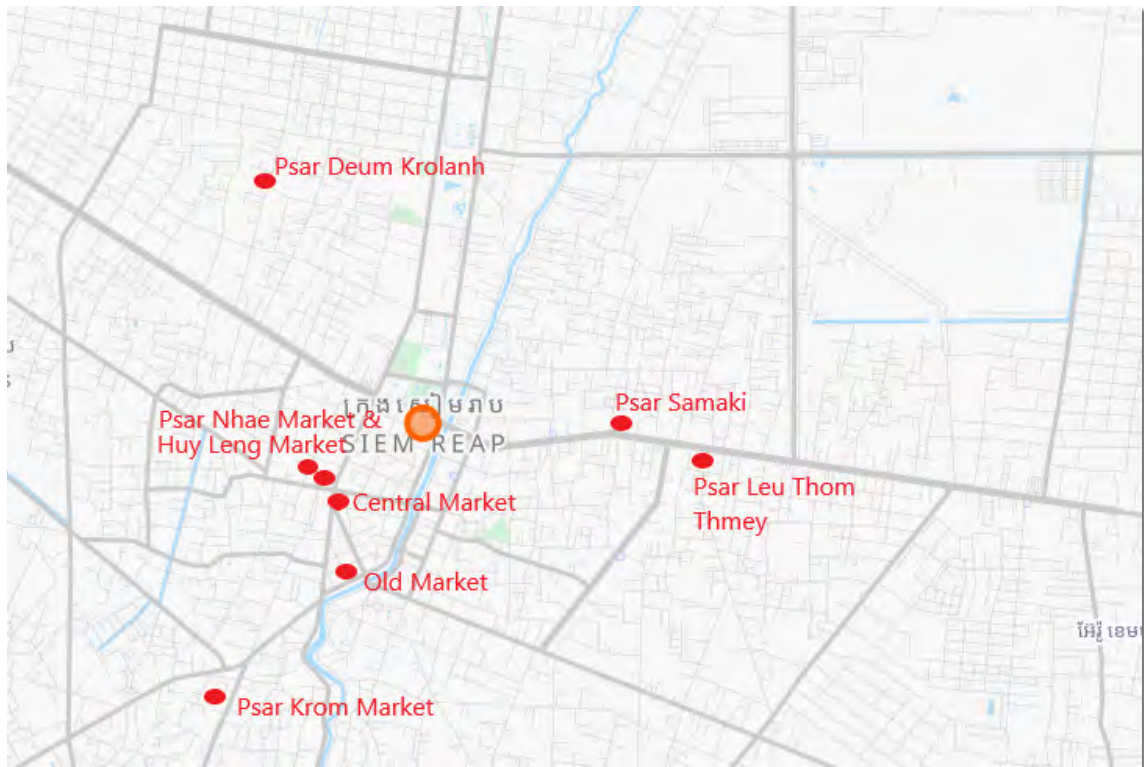 Psar Deum Krolanh
ក្រុងសៀមរាប
SIEM REAP
Psar Nhae Market &
Huy Leng Market
Central Market
Old Market
Psar Krom Market
Psar Samaki
Psar Leu Thom
Thmey